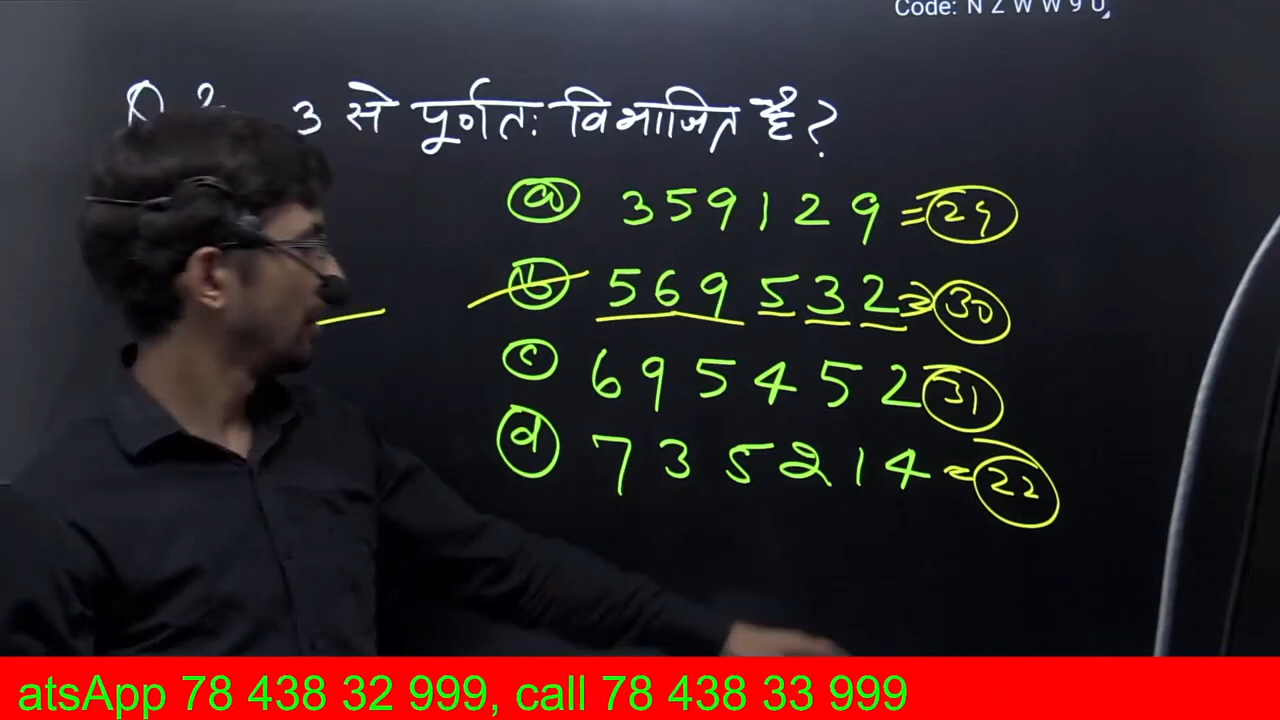 Code: N Z W W 9 U
Q 2 3 से पूर्णतः विभाजित है?
a 359129 = 29
b 569532 ⇒ 30
c 695452 31
d 735214 = 22
atsApp 78 438 32 999, call 78 438 33 999